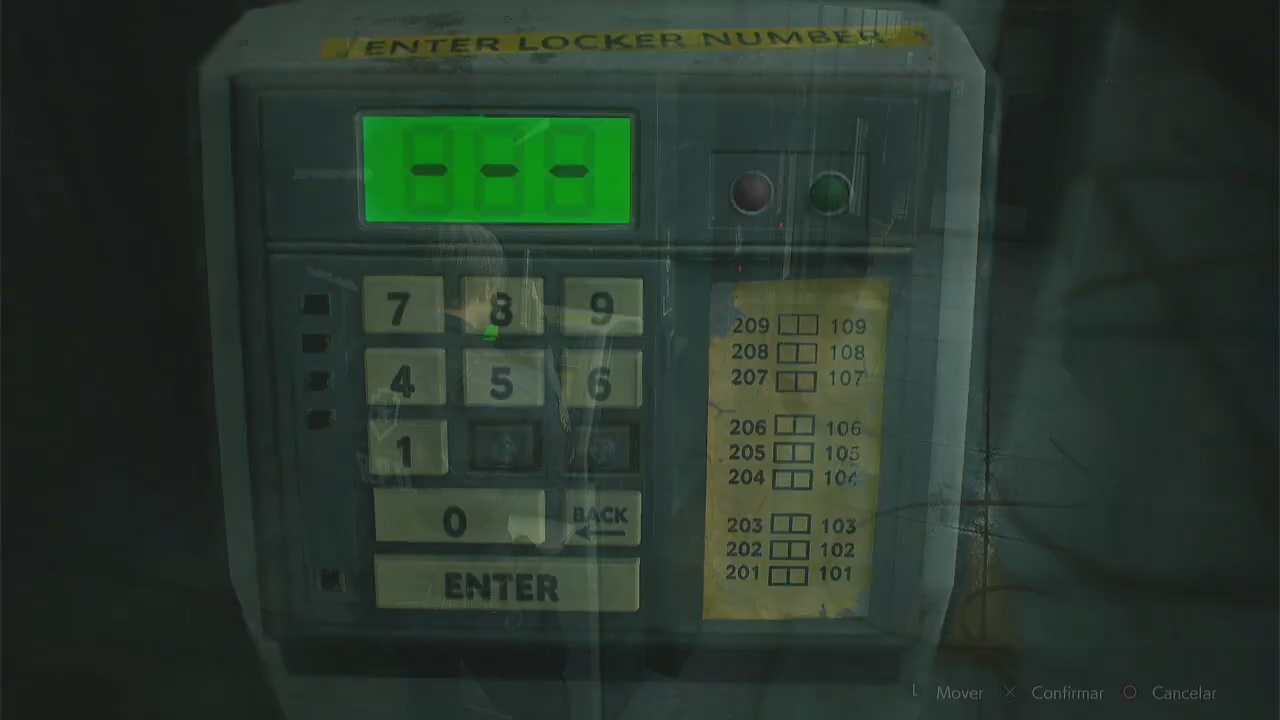 ENTER LOCKER NUMBER
- - -
7 8 9
4 5 6
1
0 BACK
ENTER
209 109
208 108
207 107
206 106
205 105
204 104
203 103
202 102
201 101
L Mover X Confirmar O Cancelar